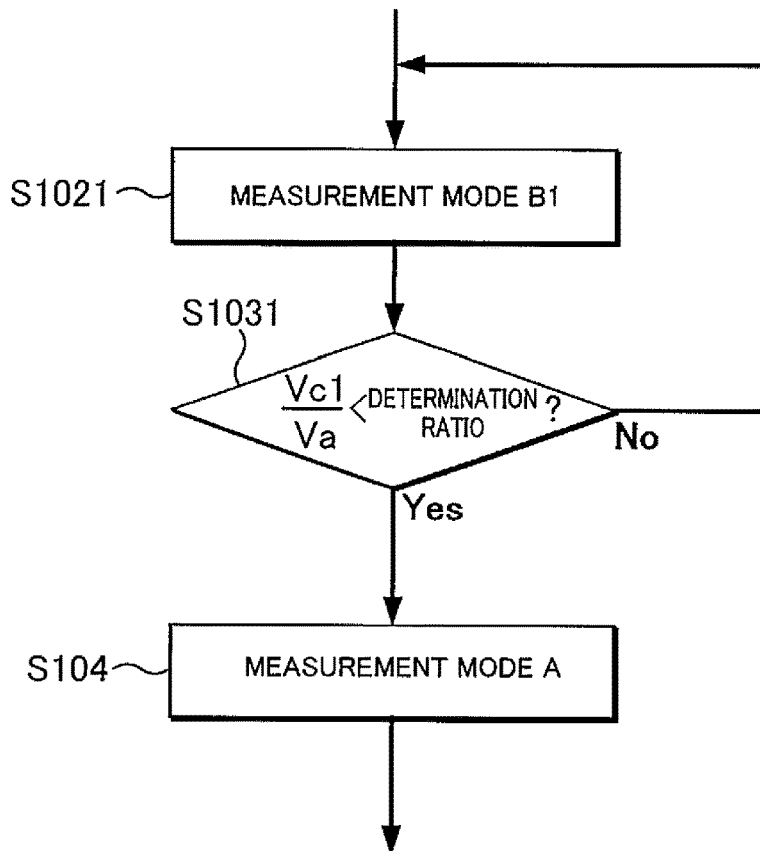 S1021
MEASUREMENT MODE B1
S1031
Vc1
Va
< DETERMINATION
RATIO
?
No
Yes
S104
MEASUREMENT MODE A